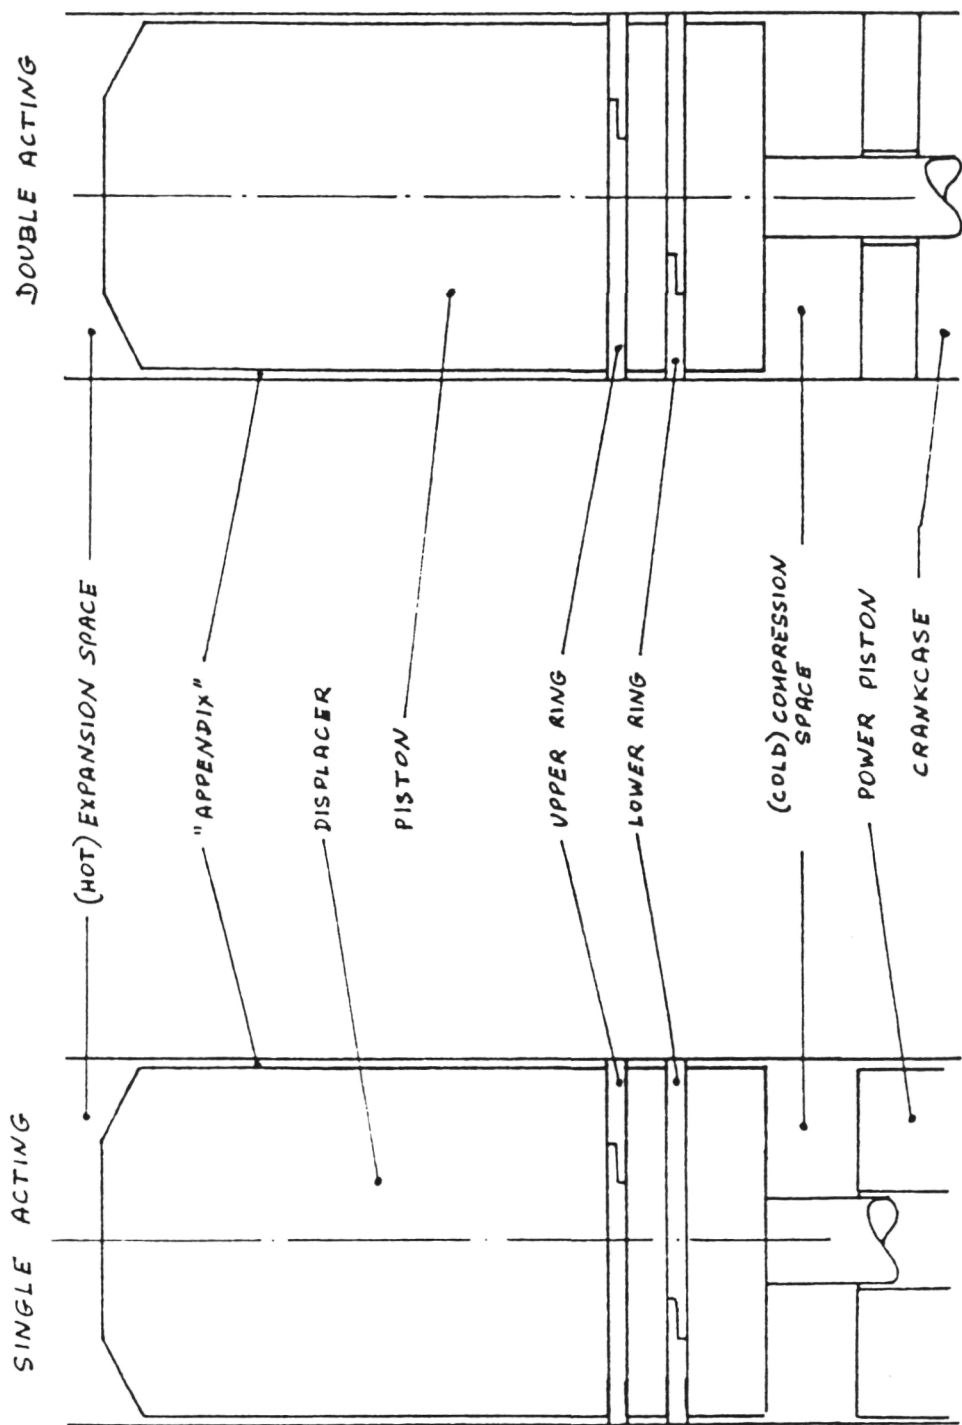 SINGLE ACTING
DOUBLE ACTING
(HOT) EXPANSION SPACE
"APPENDIX"
DISPLACER
PISTON
UPPER RING
LOWER RING
(COLD) COMPRESSION
SPACE
POWER PISTON
CRANKCASE